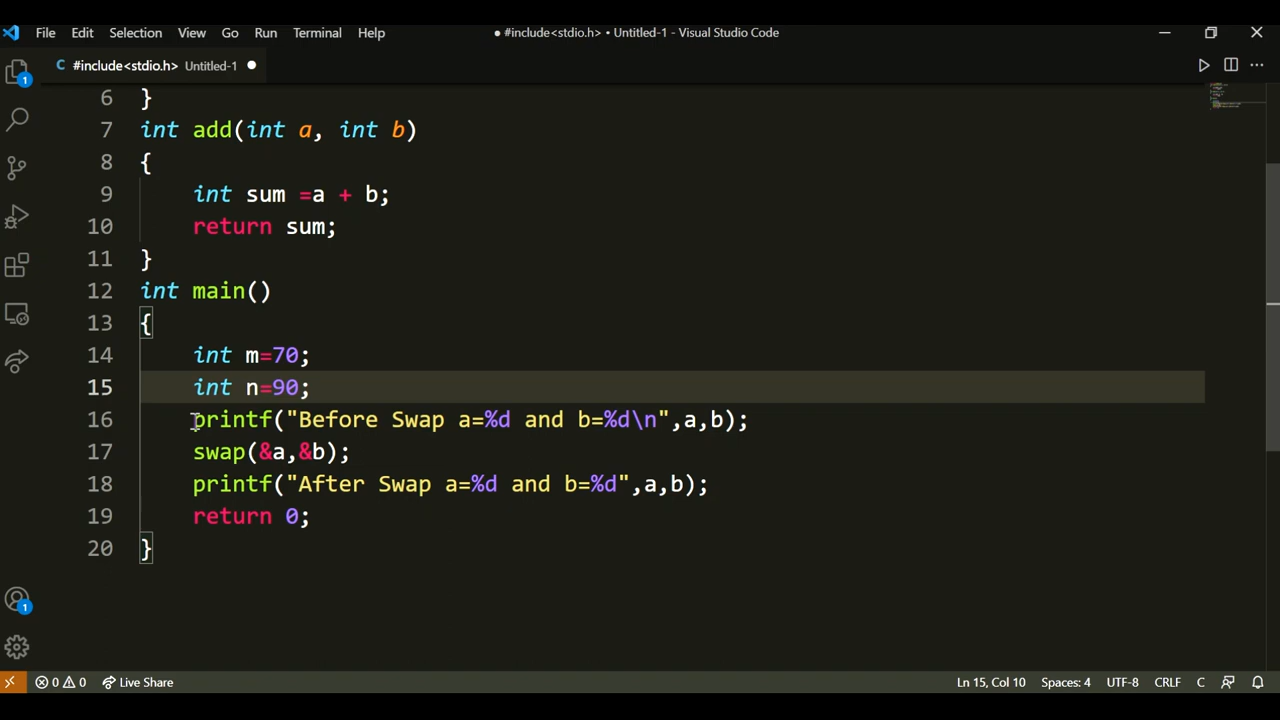 File Edit Selection View Go Run Terminal Help ● #include<stdio.h> • Untitled-1 - Visual Studio Code
C #include<stdio.h> Untitled-1 ●
6 }
7 int add(int a, int b)
8 {
9 int sum =a + b;
10 return sum;
11 }
12 int main()
13 {
14 int m=70;
15 int n=90;
16 printf("Before Swap a=%d and b=%d\n",a,b);
17 swap(&a,&b);
18 printf("After Swap a=%d and b=%d",a,b);
19 return 0;
20 }
1
1
0 0 Live Share Ln 15, Col 10 Spaces: 4 UTF-8 CRLF C